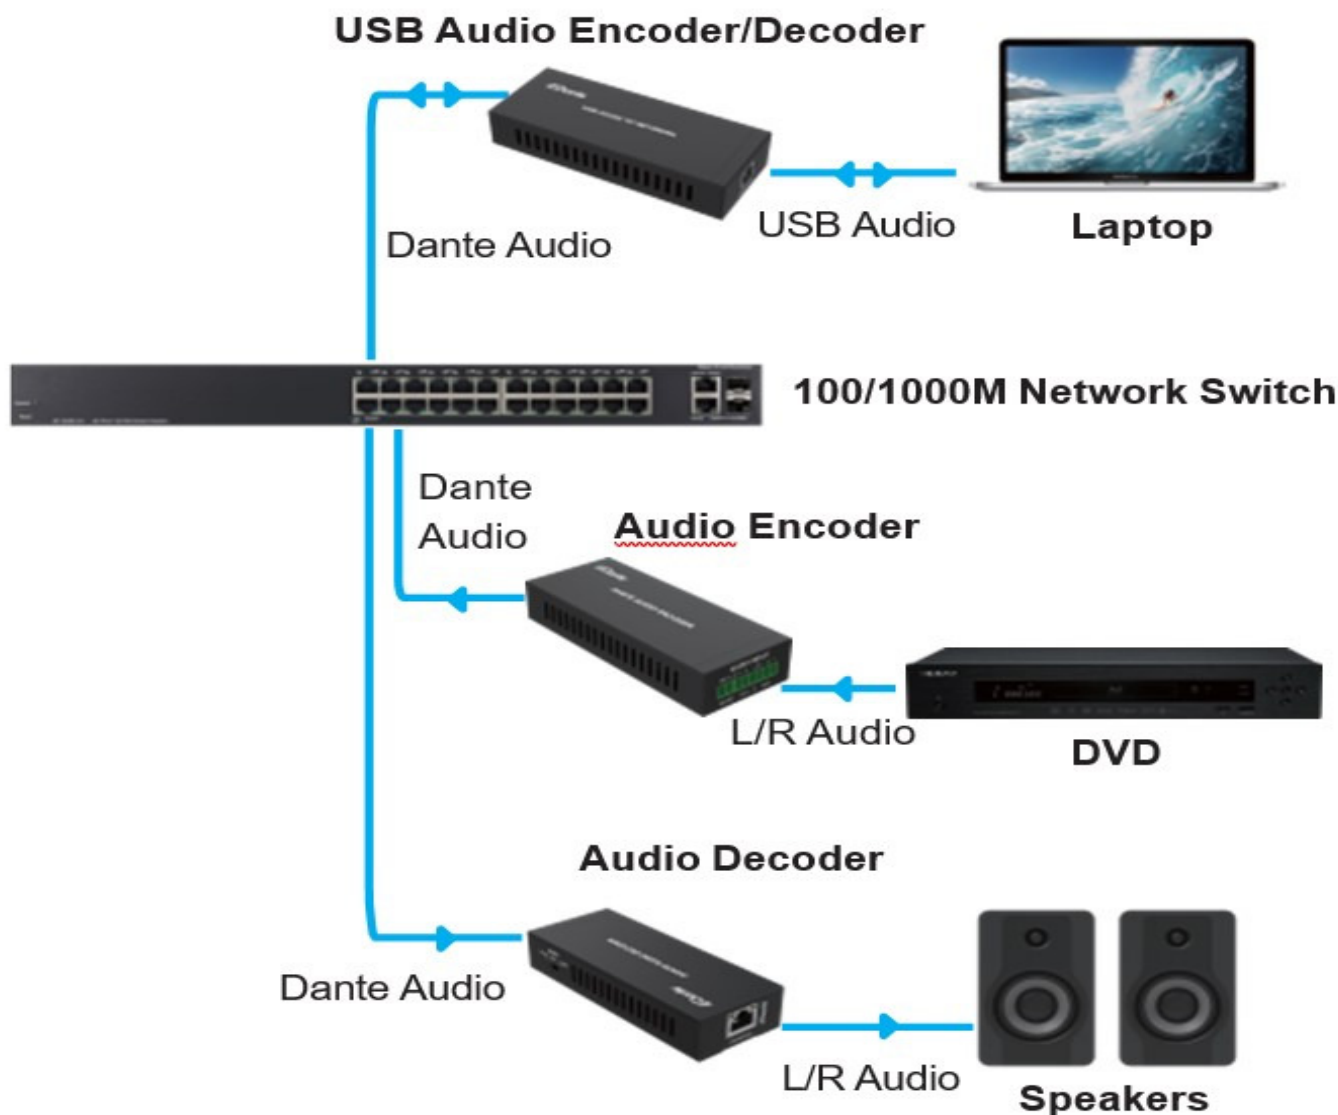 USB Audio Encoder/Decoder
Dante Audio
USB Audio
Laptop
100/1000M Network Switch
Dante
Audio
Audio Encoder
L/R Audio
DVD
Audio Decoder
Dante Audio
L/R Audio
Speakers